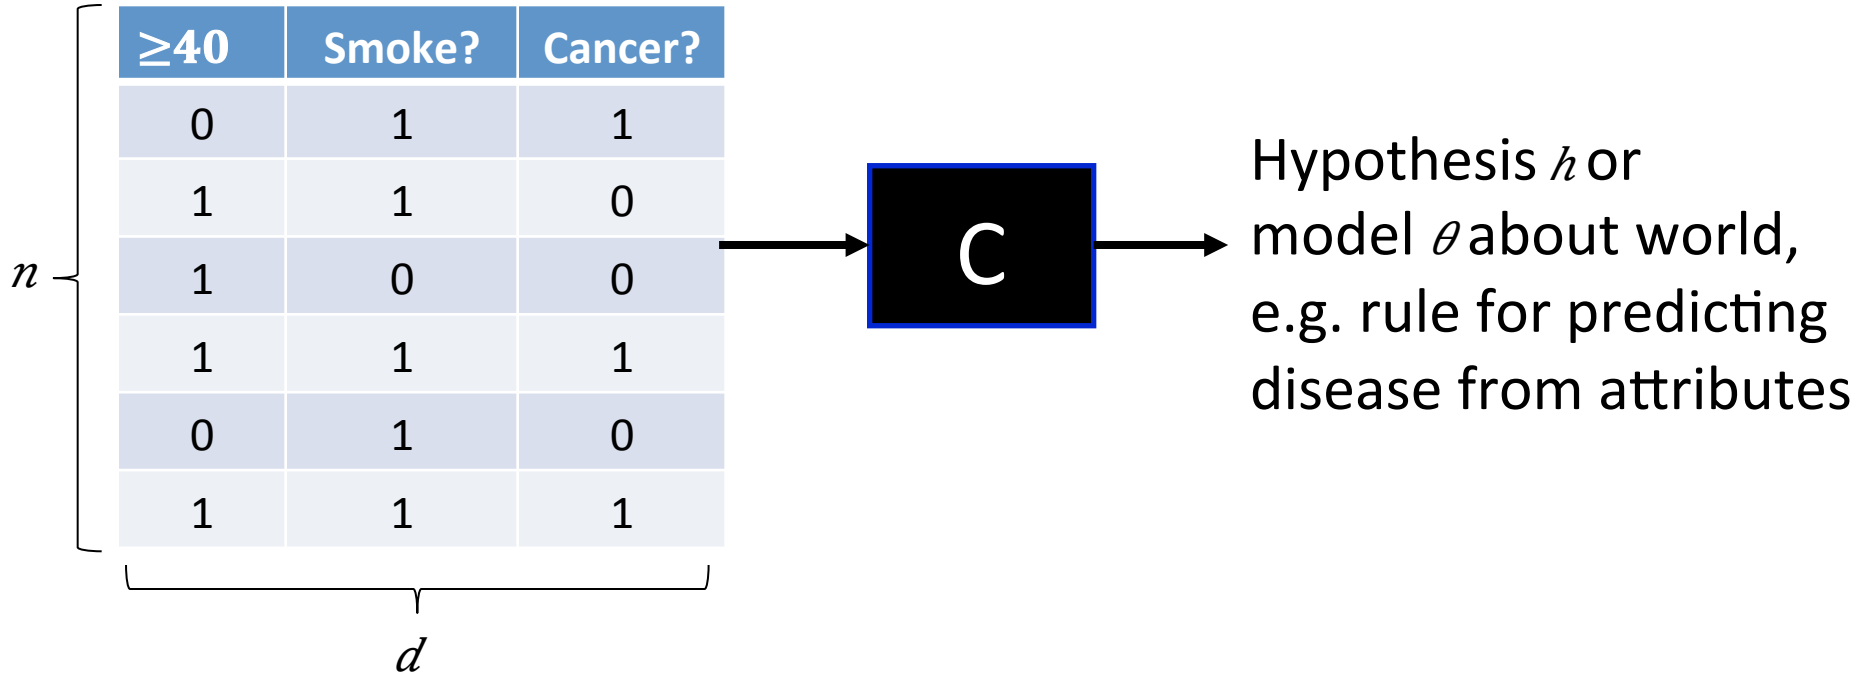 ≥40 Smoke? Cancer?
0 1 1
1 1 0
1 0 0
1 1 1
0 1 0
1 1 1
n
d
C
Hypothesis h or
model θ about world,
e.g. rule for predicting
disease from attributes